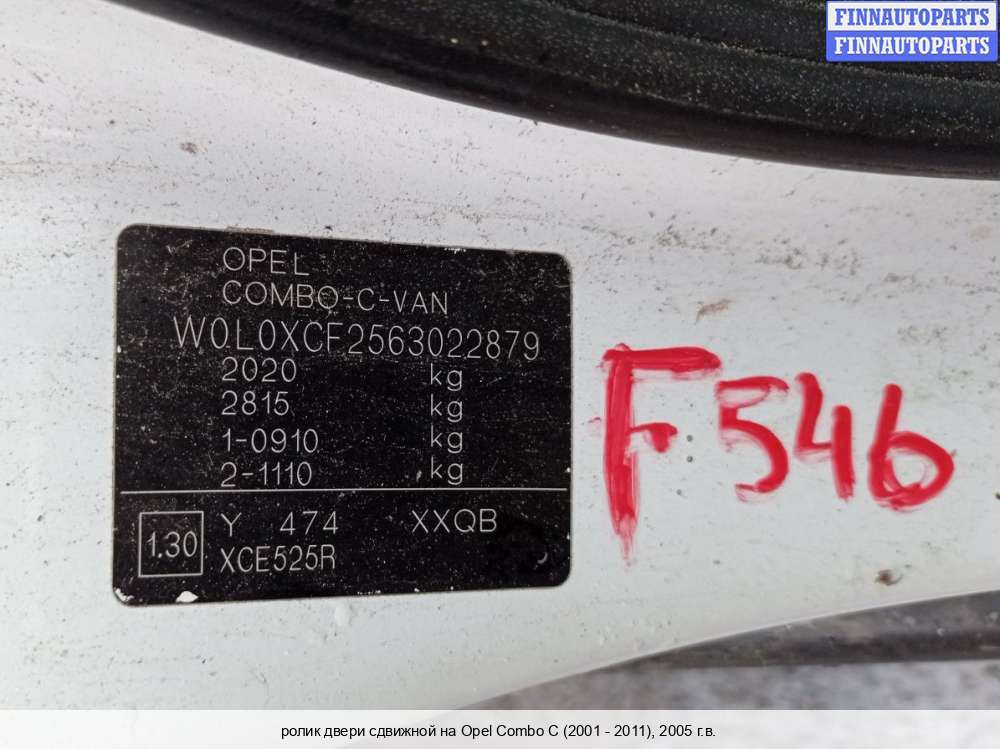 FINNAUTOPARTS
FINNAUTOPARTS
OPEL
COMBO-C-VAN
W0L0XCF2563022879
2020 kg
2815 kg
1-0910 kg
2-1110 kg
1.30 Y 474 XXQB
XCE525R
F546
ролик двери сдвижной на Opel Combo C (2001 - 2011), 2005 г.в.